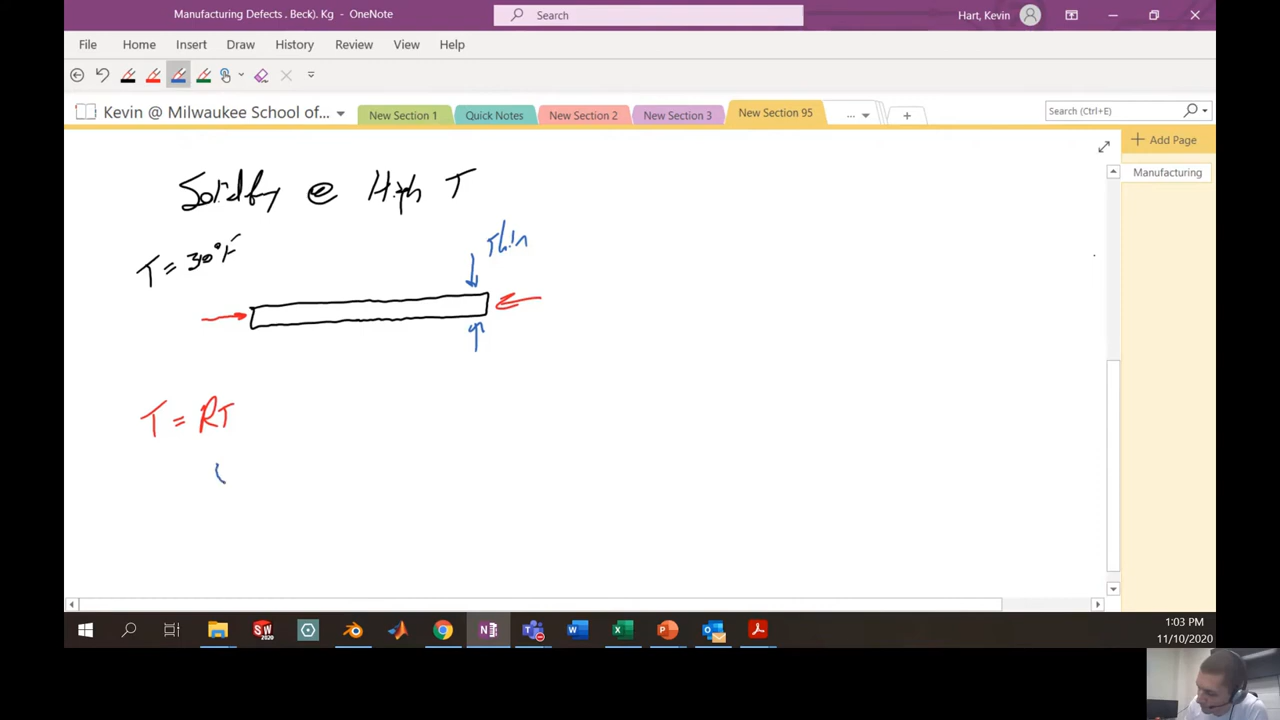 Manufacturing Defects . Beck). Kg - OneNote
Search
Hart, Kevin
File Home Insert Draw History Review View Help
Kevin @ Milwaukee School of...
New Section 1
Quick Notes
New Section 2
New Section 3
New Section 95
...
Search (Ctrl+E)
Add Page
Manufacturing
Solidify @ High T
T =
Thin
T = RT
SW
2020
1:03 PM
11/10/2020